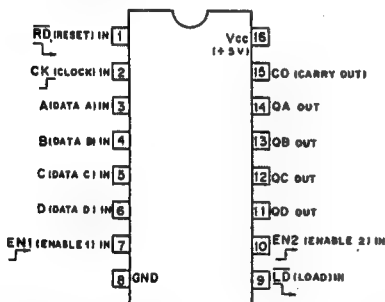 RD (RESET) IN 1
CK (CLOCK) IN 2
A (DATA A) IN 3
B (DATA B) IN 4
C (DATA C) IN 5
D (DATA D) IN 6
EN1 (ENABLE 1) IN 7
8 GND
Vcc 16
(+5V)
15 CO (CARRY OUT)
14 QA OUT
13 QB OUT
12 QC OUT
11 QD OUT
10 EN2 (ENABLE 2) IN
9 LD (LOAD) IN